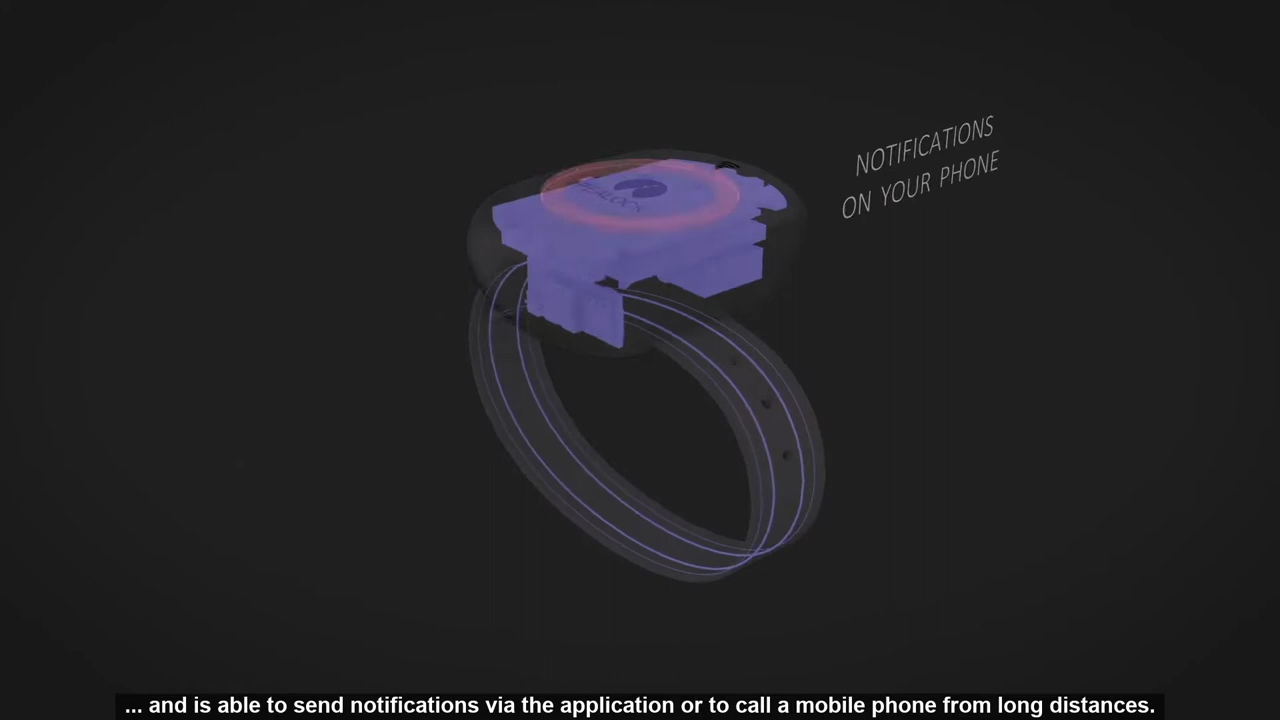 NOTIFICATIONS
ON YOUR PHONE
... and is able to send notifications via the application or to call a mobile phone from long distances.